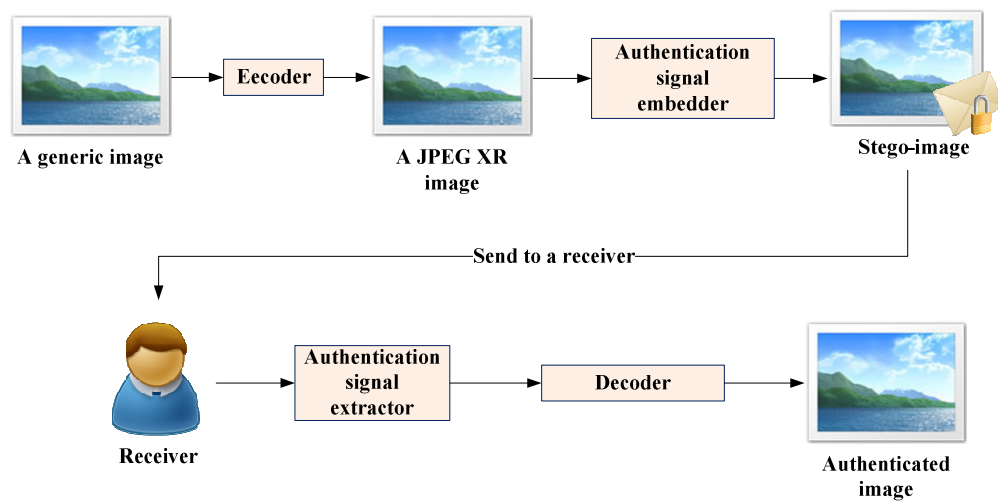 Eecoder
Authentication
signal
embedder
A generic image
A JPEG XR
image
Stego-image
Send to a receiver
Authentication
signal
extractor
Decoder
Receiver
Authenticated
image